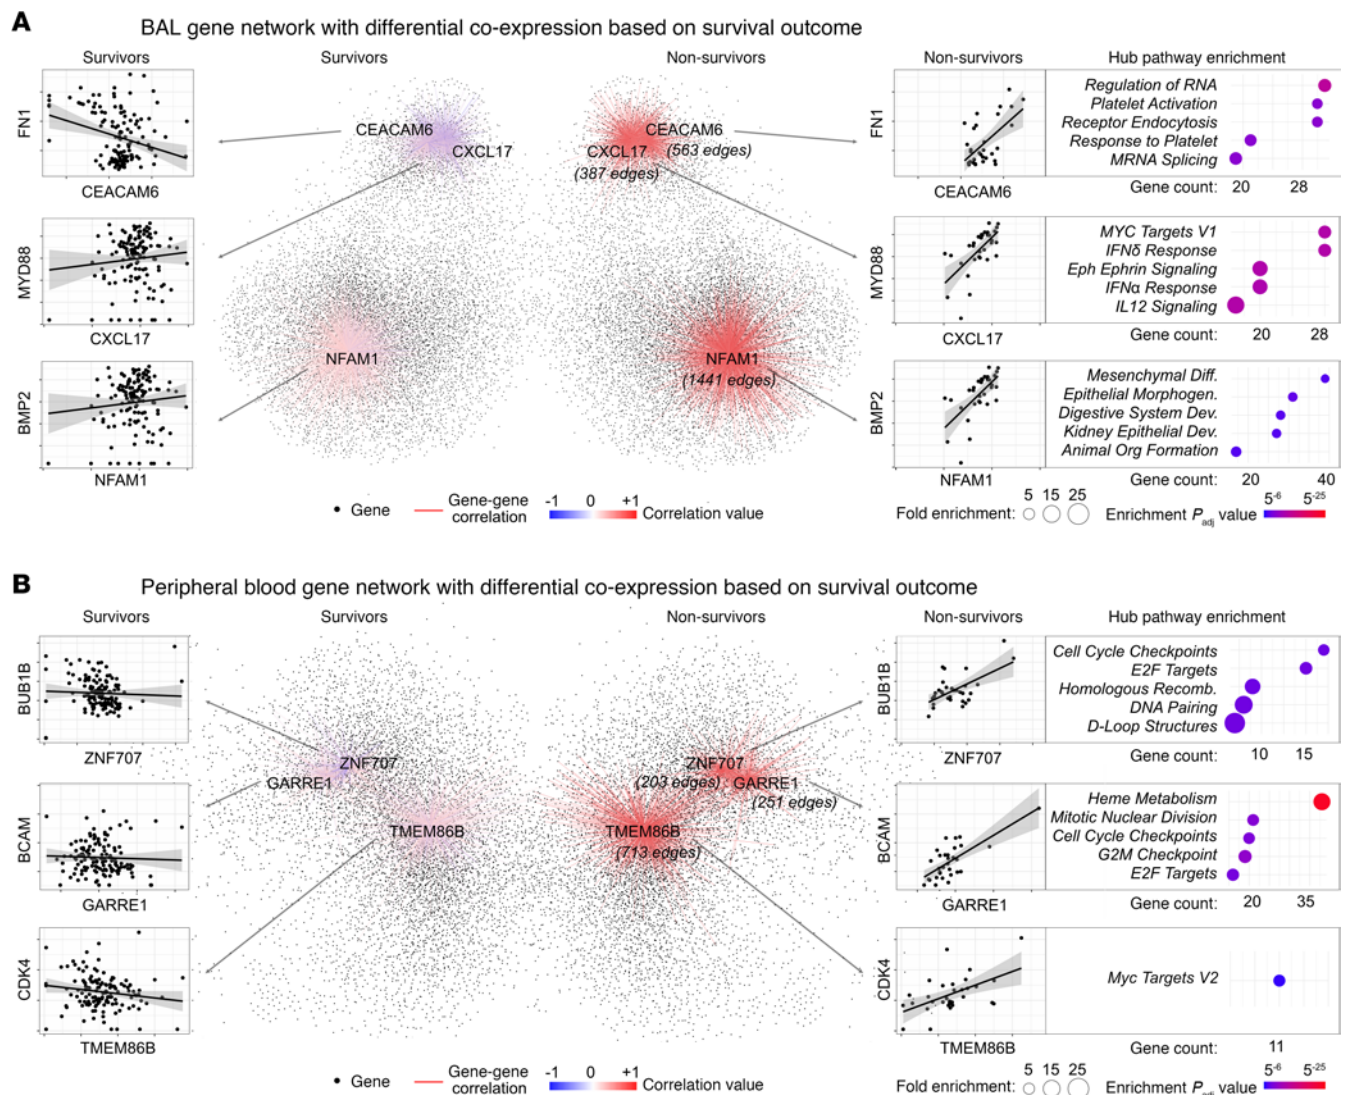 A
BAL gene network with differential co-expression based on survival outcome
Survivors
Survivors
Non-survivors
Non-survivors
Hub pathway enrichment
FN1
CEACAM6
MYD88
CXCL17
BMP2
NFAM1
CEACAM6
CXCL17
NFAM1
CEACAM6
(563 edges)
CXCL17
(387 edges)
NFAM1
(1441 edges)
FN1
CEACAM6
Regulation of RNA
Platelet Activation
Receptor Endocytosis
Response to Platelet
MRNA Splicing
Gene count: 20 28
MYD88
CXCL17
MYC Targets V1
IFNδ Response
Eph Ephrin Signaling
IFNα Response
IL12 Signaling
Gene count: 20 28
BMP2
NFAM1
Mesenchymal Diff.
Epithelial Morphogen.
Digestive System Dev.
Kidney Epithelial Dev.
Animal Org Formation
Gene count: 20 40
Gene
Gene-gene
correlation
-1 0 +1
Correlation value
5 15 25
Fold enrichment:
5-6 5-25
Enrichment Padj value
B
Peripheral blood gene network with differential co-expression based on survival outcome
Survivors
Survivors
Non-survivors
Non-survivors
Hub pathway enrichment
BUB1B
ZNF707
BCAM
GARRE1
CDK4
TMEM86B
ZNF707
GARRE1
TMEM86B
ZNF707
(203 edges)
GARRE1
(251 edges)
TMEM86B
(713 edges)
BUB1B
ZNF707
Cell Cycle Checkpoints
E2F Targets
Homologous Recomb.
DNA Pairing
D-Loop Structures
Gene count: 10 15
BCAM
GARRE1
Heme Metabolism
Mitotic Nuclear Division
Cell Cycle Checkpoints
G2M Checkpoint
E2F Targets
Gene count: 20 35
CDK4
TMEM86B
Myc Targets V2
Gene count: 11
Gene
Gene-gene
correlation
-1 0 +1
Correlation value
5 15 25
Fold enrichment:
5-6 5-25
Enrichment Padj value